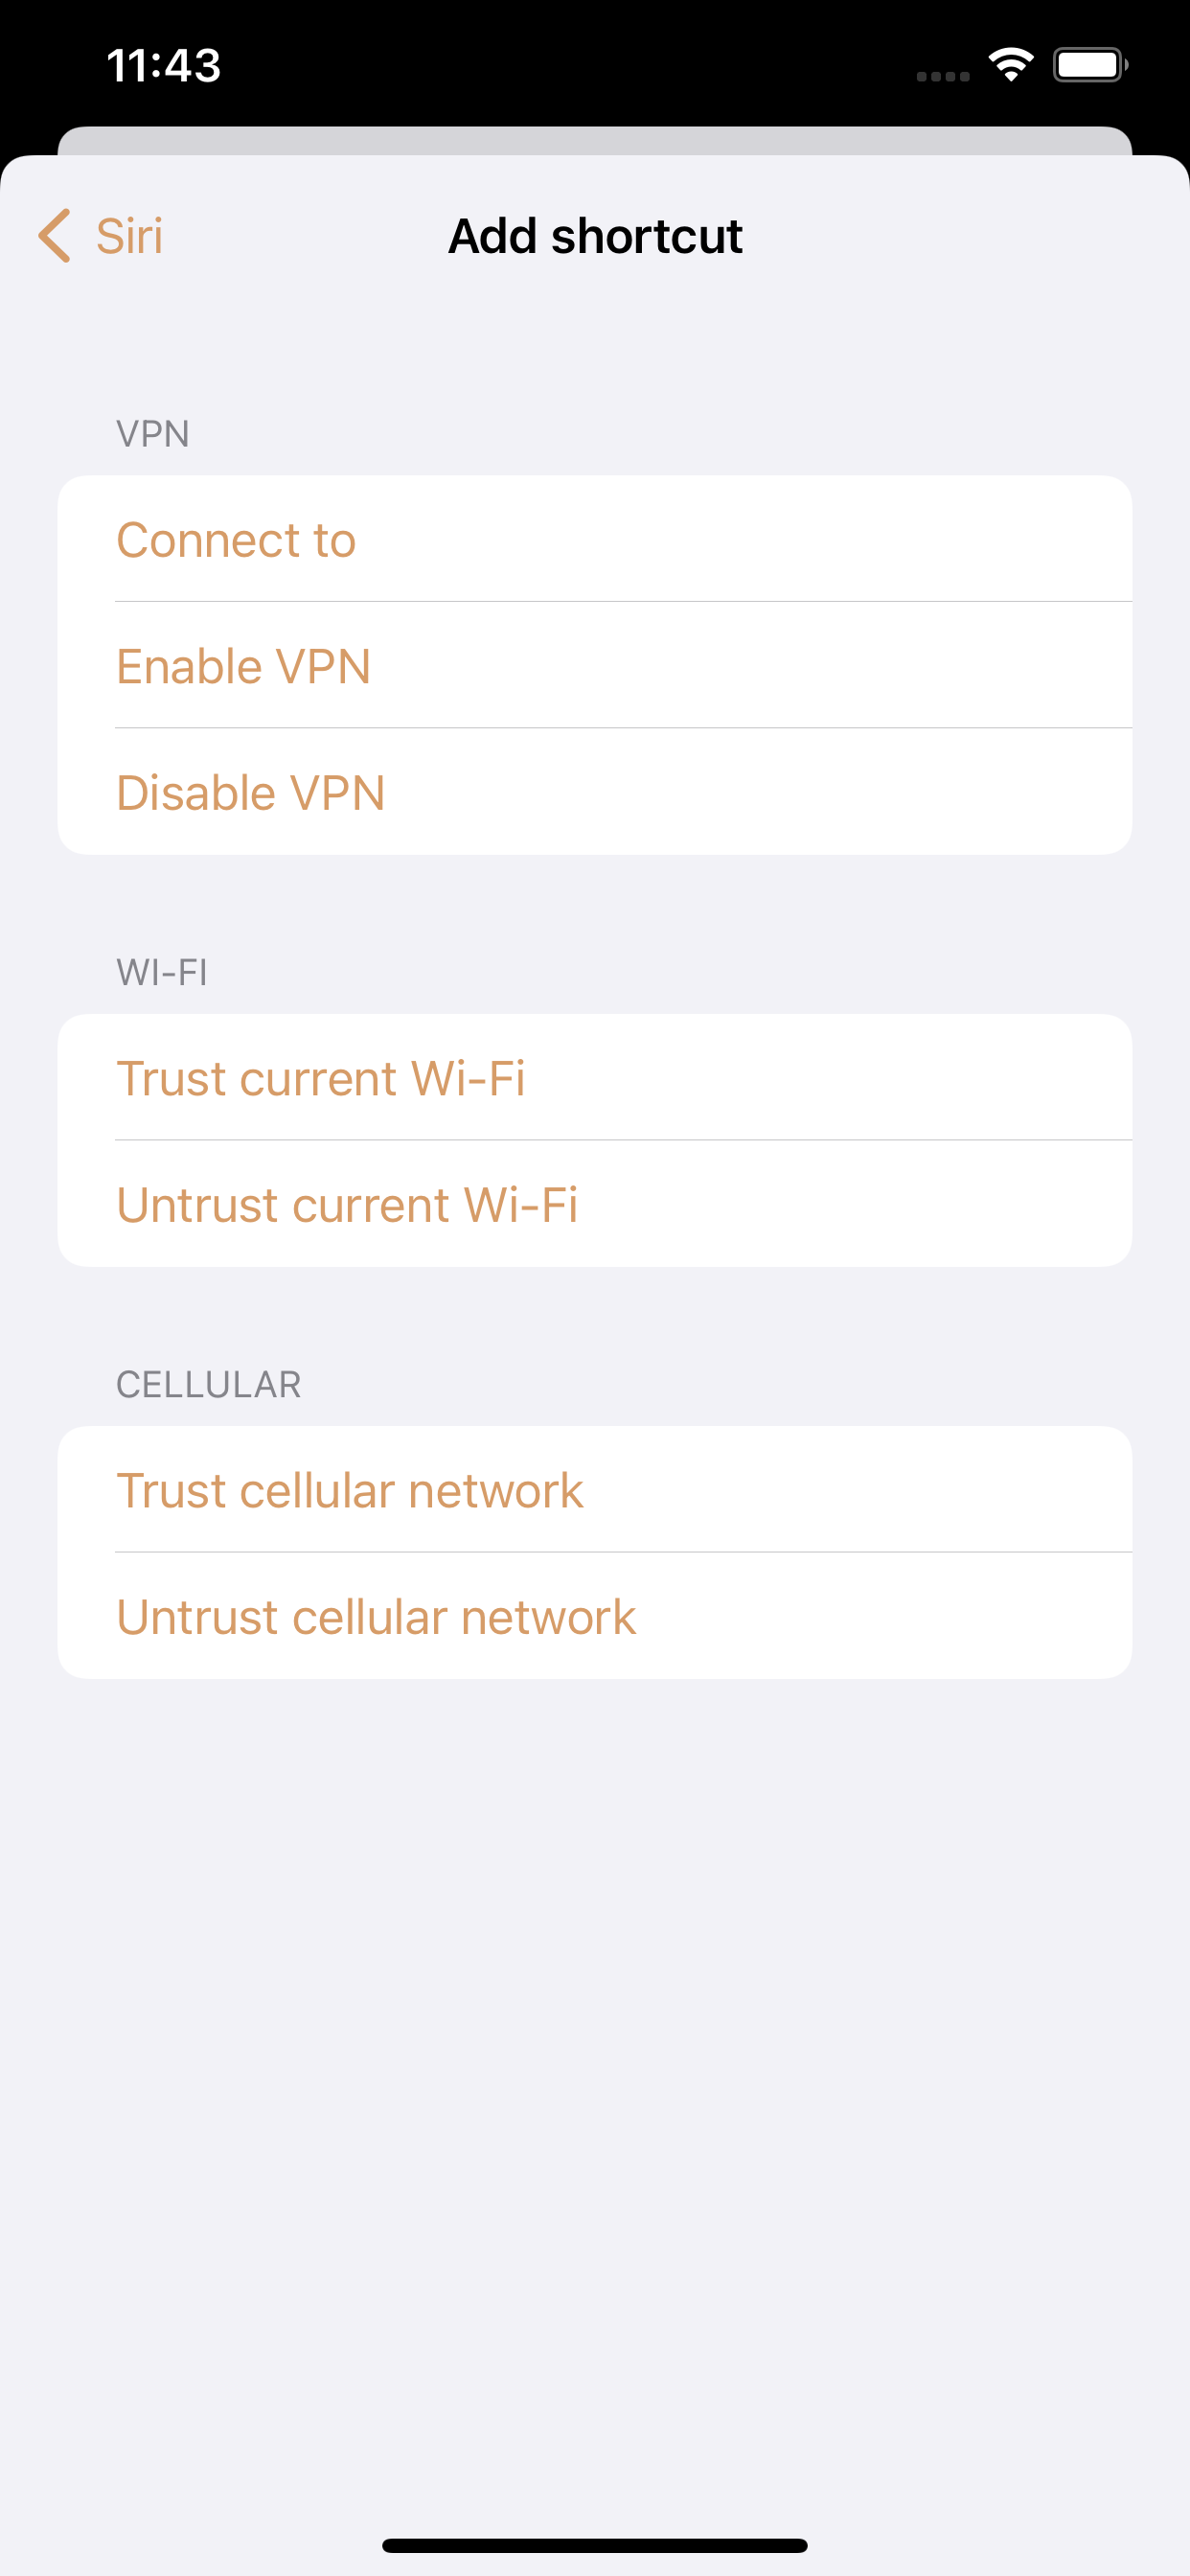 11:43
Siri
Add shortcut
VPN
Connect to
Enable VPN
Disable VPN
WI-FI
Trust current Wi-Fi
Untrust current Wi-Fi
CELLULAR
Trust cellular network
Untrust cellular network